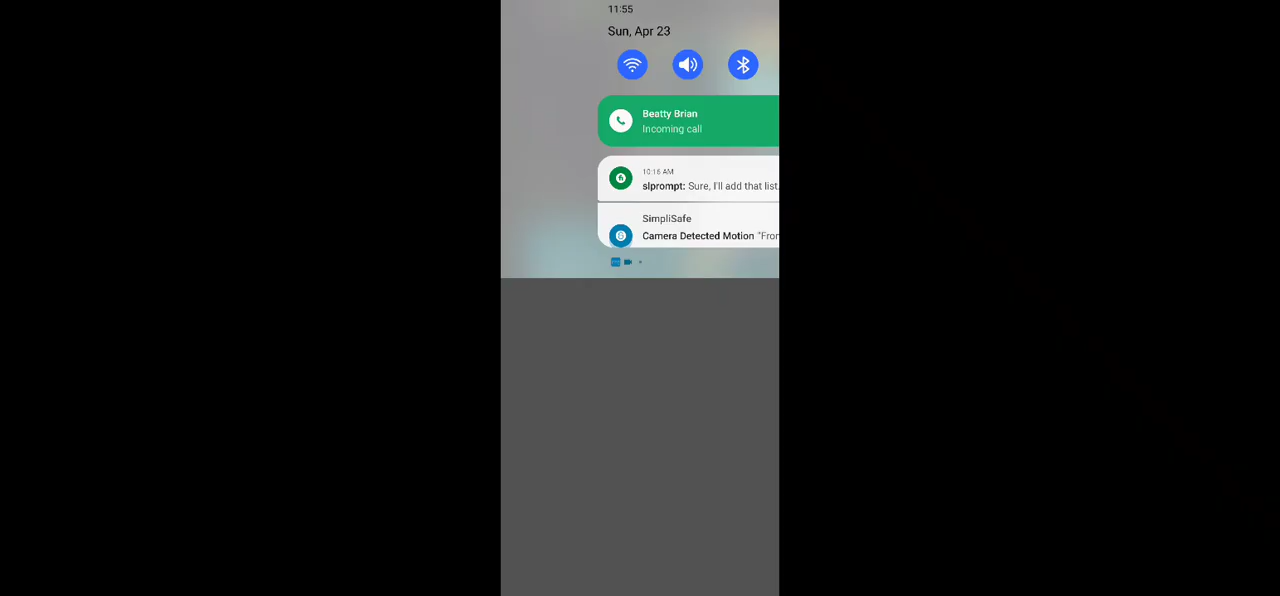 11:55
Sun, Apr 23
Beatty Brian
Incoming call
10:16 AM
slprompt: Sure, I'll add that list.
SimpliSafe
Camera Detected Motion "Fron